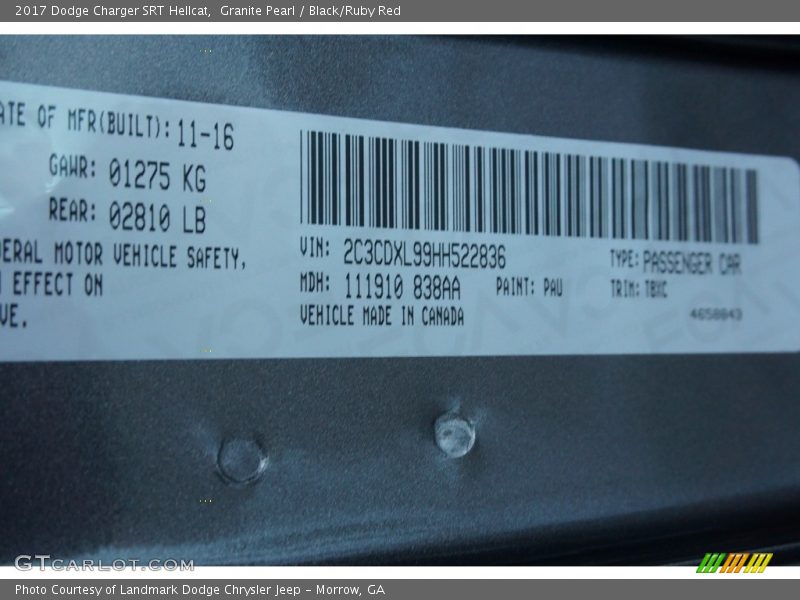 2017 Dodge Charger SRT Hellcat,  Granite Pearl / Black/Ruby Red
ATE OF MFR(BUILT): 11-16
GAWR: 01275 KG
REAR: 02810 LB
DERAL MOTOR VEHICLE SAFETY,
N EFFECT ON
VE.
VIN: 2C3CDXL99HH522836
TYPE: PASSENGER CAR
MDH: 111910 838AA
PAINT: PAU
TRIM: TBXC
VEHICLE MADE IN CANADA
4658843
GTCARLOT.COM
Photo Courtesy of Landmark Dodge Chrysler Jeep – Morrow, GA